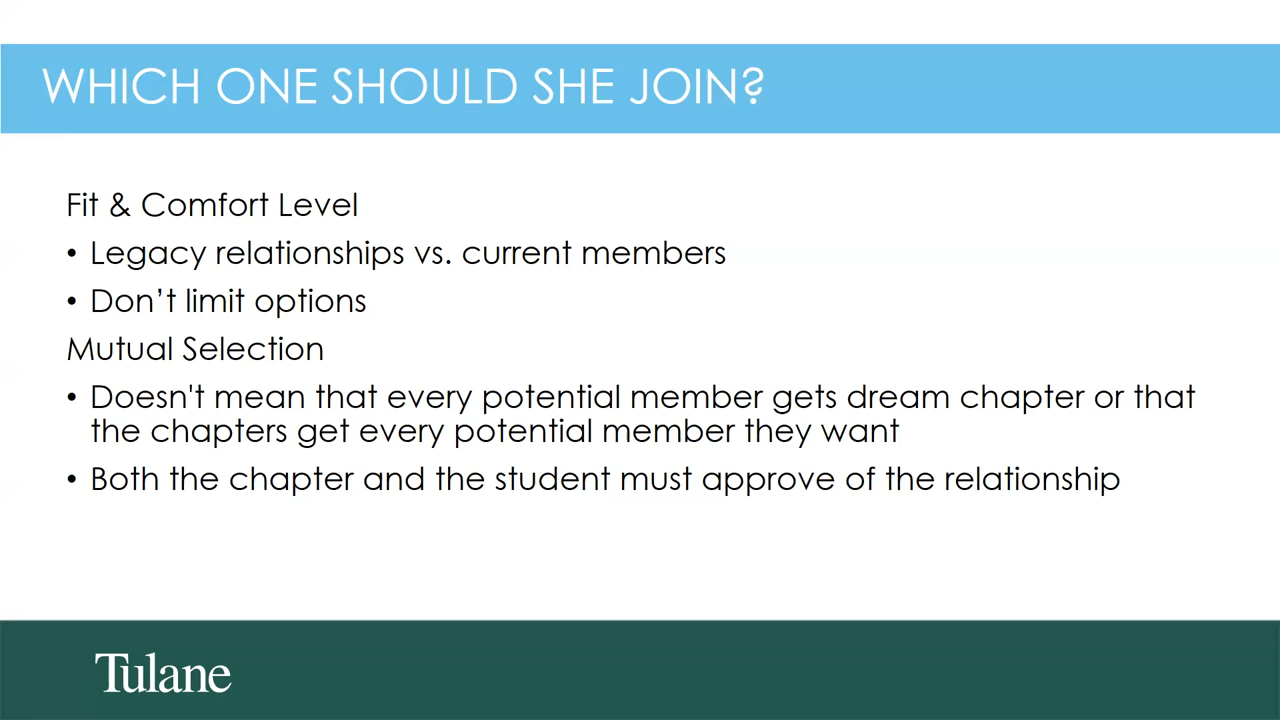 WHICH ONE SHOULD SHE JOIN?
Fit & Comfort Level
• Legacy relationships vs. current members
• Don’t limit options
Mutual Selection
• Doesn't mean that every potential member gets dream chapter or that
the chapters get every potential member they want
• Both the chapter and the student must approve of the relationship
Tulane